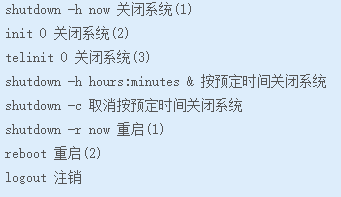 shutdown -h now 关闭系统(1)
init 0 关闭系统(2)
telinit 0 关闭系统(3)
shutdown -h hours:minutes & 按预定时间关闭系统
shutdown -c 取消按预定时间关闭系统
shutdown -r now 重启(1)
reboot 重启(2)
logout 注销